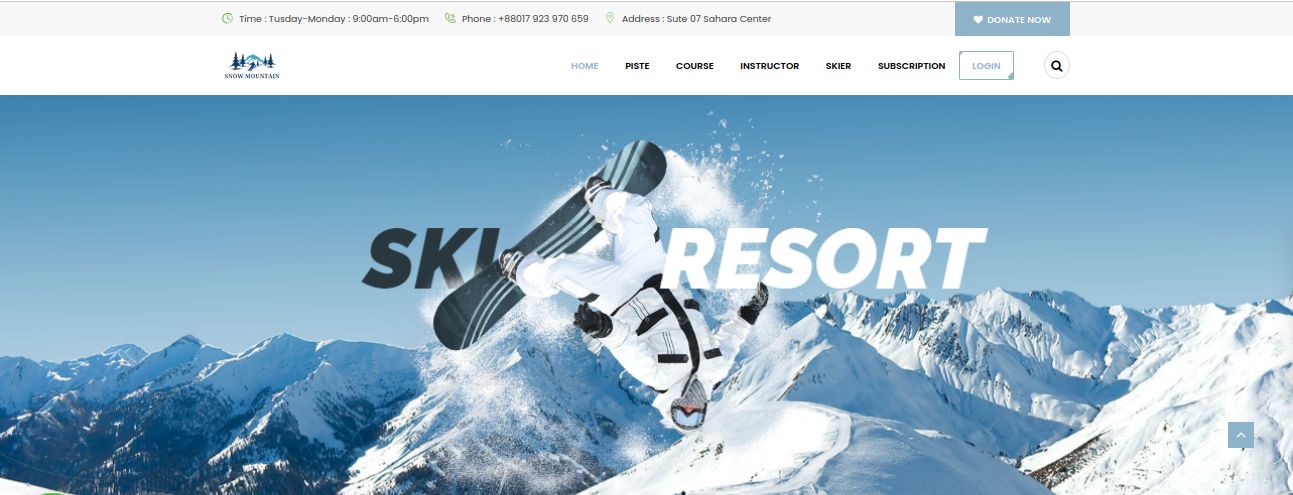 Time : Tusday-Monday : 9:00am-6:00pm Phone : +88017 923 970 659 Address : Sute 07 Sahara Center DONATE NOW
SNOW MOUNTAIN
HOME PISTE COURSE INSTRUCTOR SKIER SUBSCRIPTION LOGIN
SKI RESORT